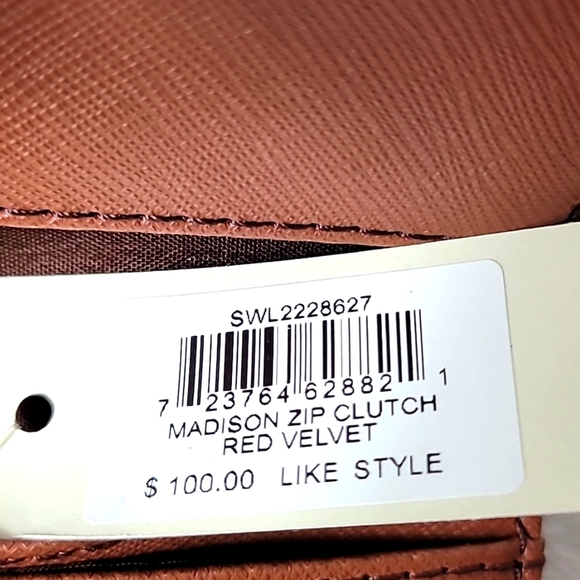 SWL2228627
7 23764 62882 1
MADISON ZIP CLUTCH
RED VELVET
$ 100.00 LIKE STYLE